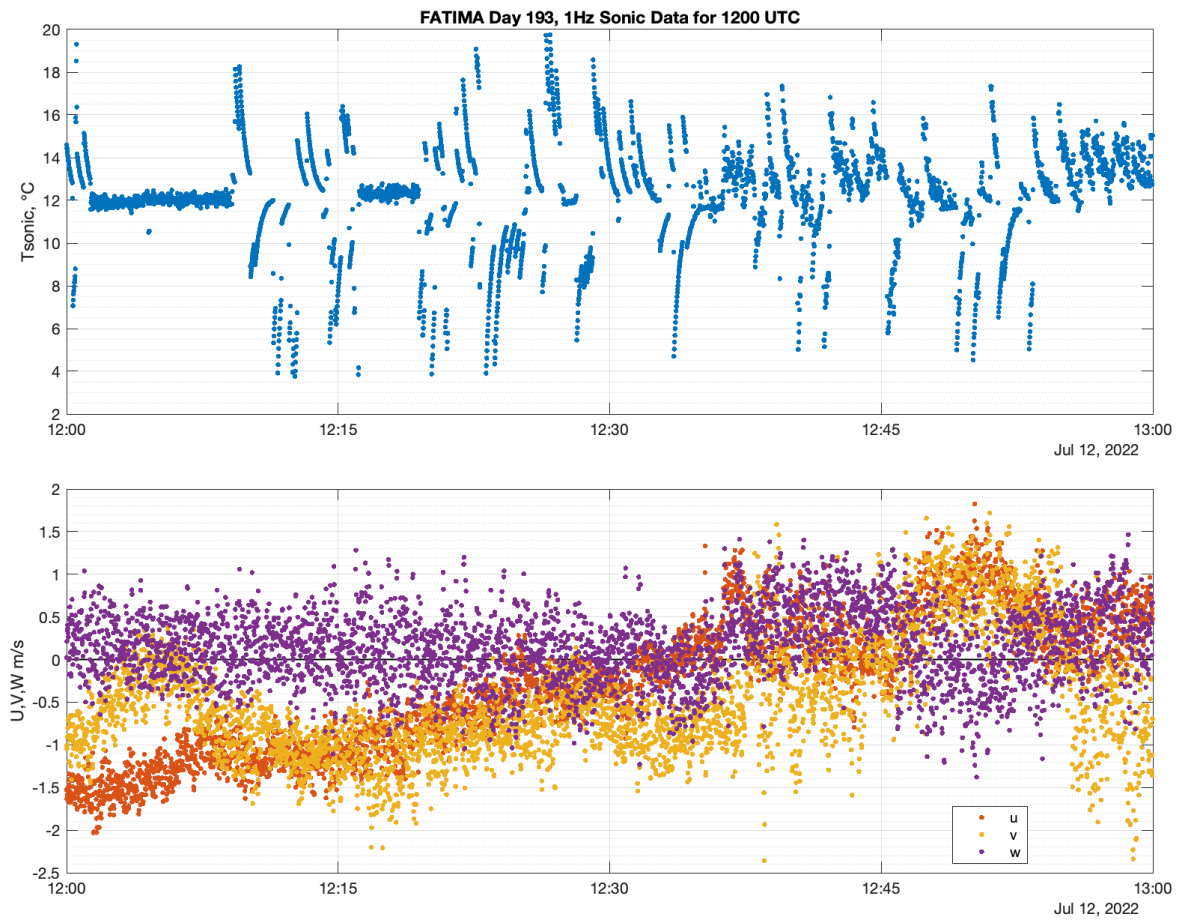 FATIMA Day 193, 1Hz Sonic Data for 1200 UTC
Tsonic, °C
20
18
16
14
12
10
8
6
4
2
12:00 12:15 12:30 12:45 13:00
Jul 12, 2022
U,V,W m/s
2
1.5
1
0.5
0
-0.5
-1
-1.5
-2
-2.5
u
v
w
12:00 12:15 12:30 12:45 13:00
Jul 12, 2022